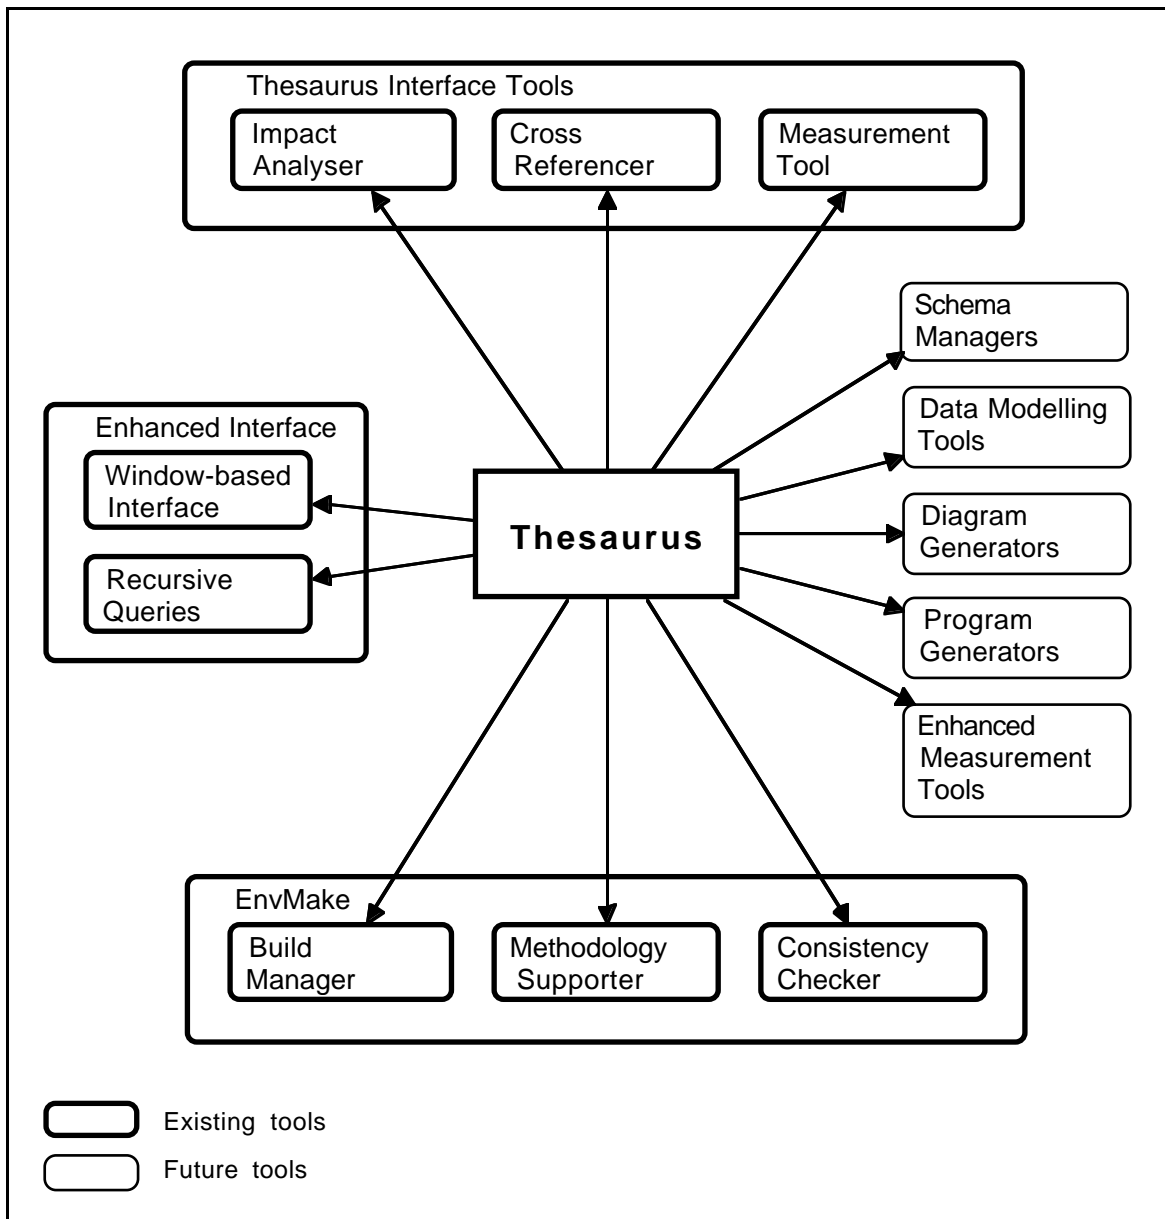 Thesaurus Interface Tools
Impact
Analyser
Cross
Referencer
Measurement
Tool
Schema
Managers
Data Modelling
Tools
Enhanced Interface
Window-based
Interface
Thesaurus
Diagram
Generators
Recursive
Queries
Program
Generators
Enhanced
Measurement
Tools
EnvMake
Build
Manager
Methodology
Supporter
Consistency
Checker
Existing tools
Future tools